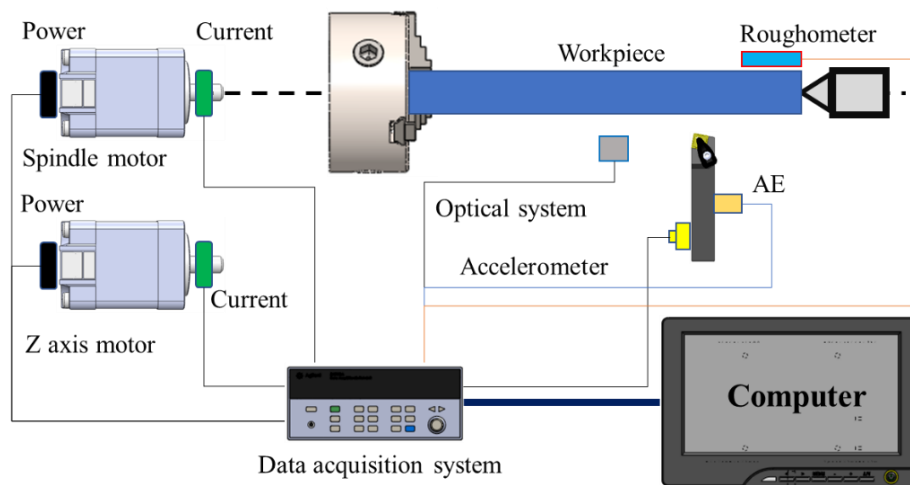 Power
Current
Roughometer
Workpiece
Spindle motor
Power
AE
Optical system
Accelerometer
Current
Z axis motor
Computer
Data acquisition system